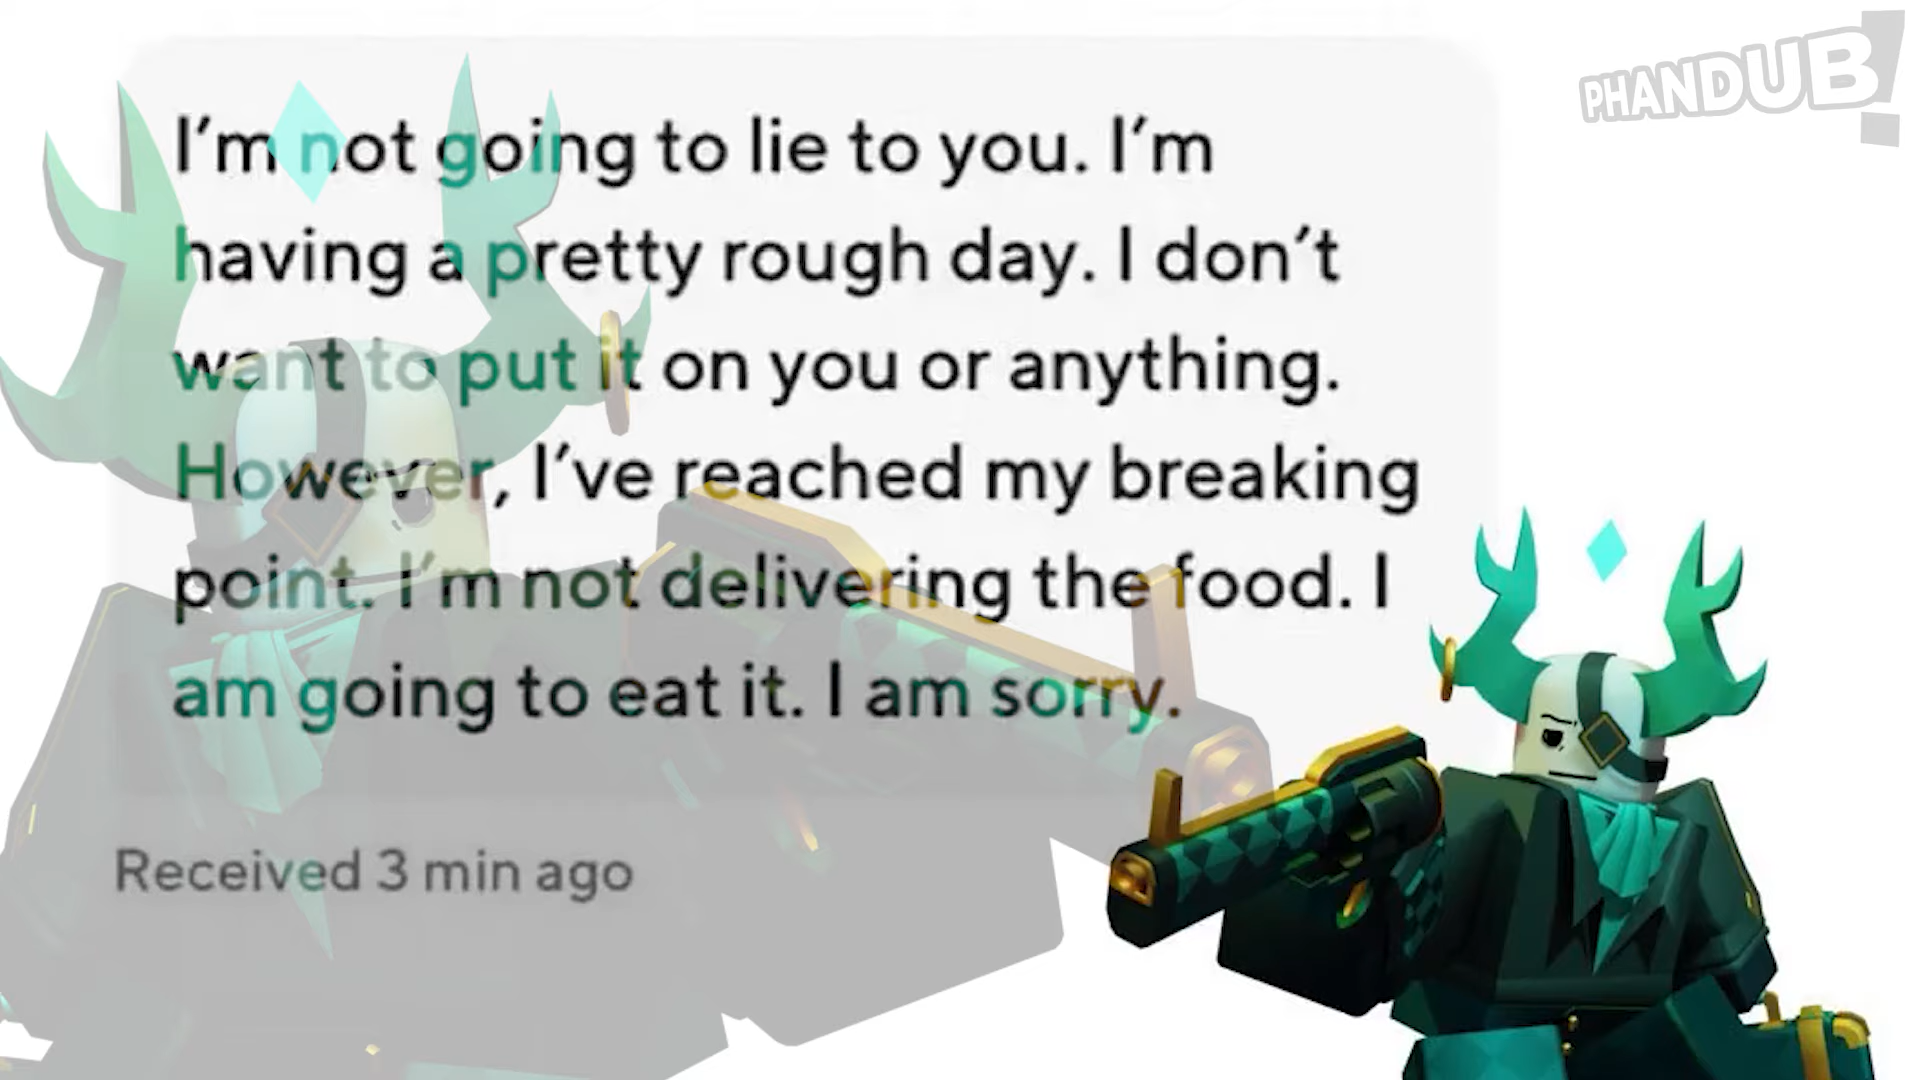 PHANDUB!
I'm not going to lie to you. I'm
having a pretty rough day. I don't
want to put it on you or anything.
However, I've reached my breaking
point. I'm not delivering the food. I
am going to eat it. I am sorry.
Received 3 min ago